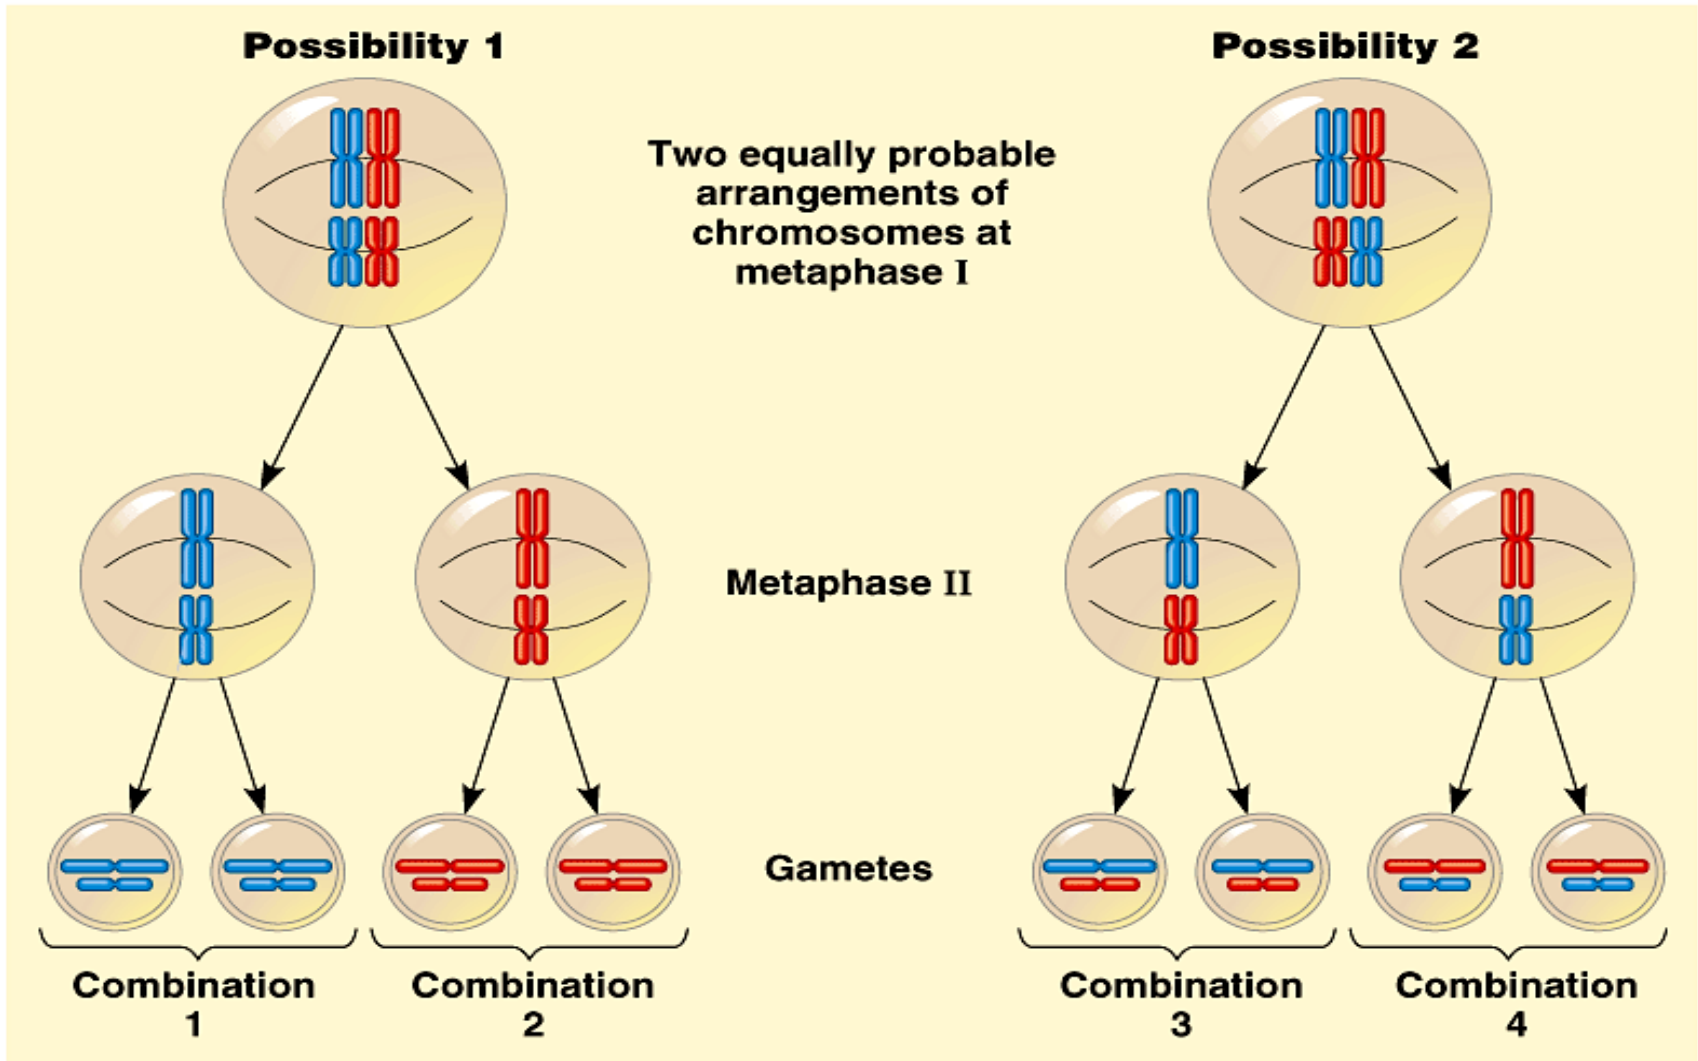 Possibility 1
Possibility 2
Two equally probable
arrangements of
chromosomes at
metaphase I
Metaphase II
Gametes
Combination
1
Combination
2
Combination
3
Combination
4